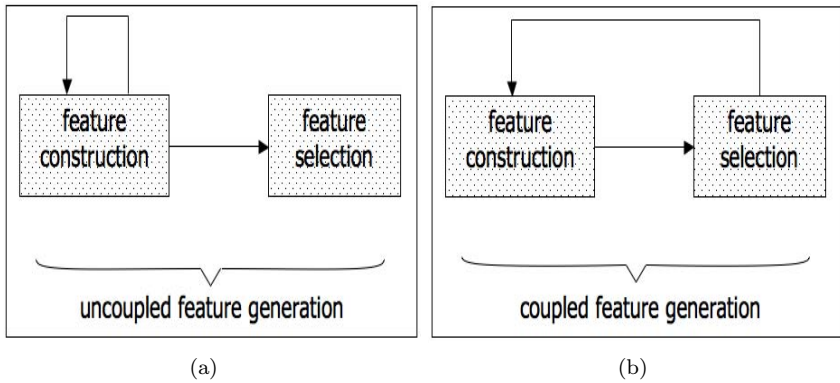 feature
construction
feature
selection
uncoupled feature generation
(a)
feature
construction
feature
selection
coupled feature generation
(b)